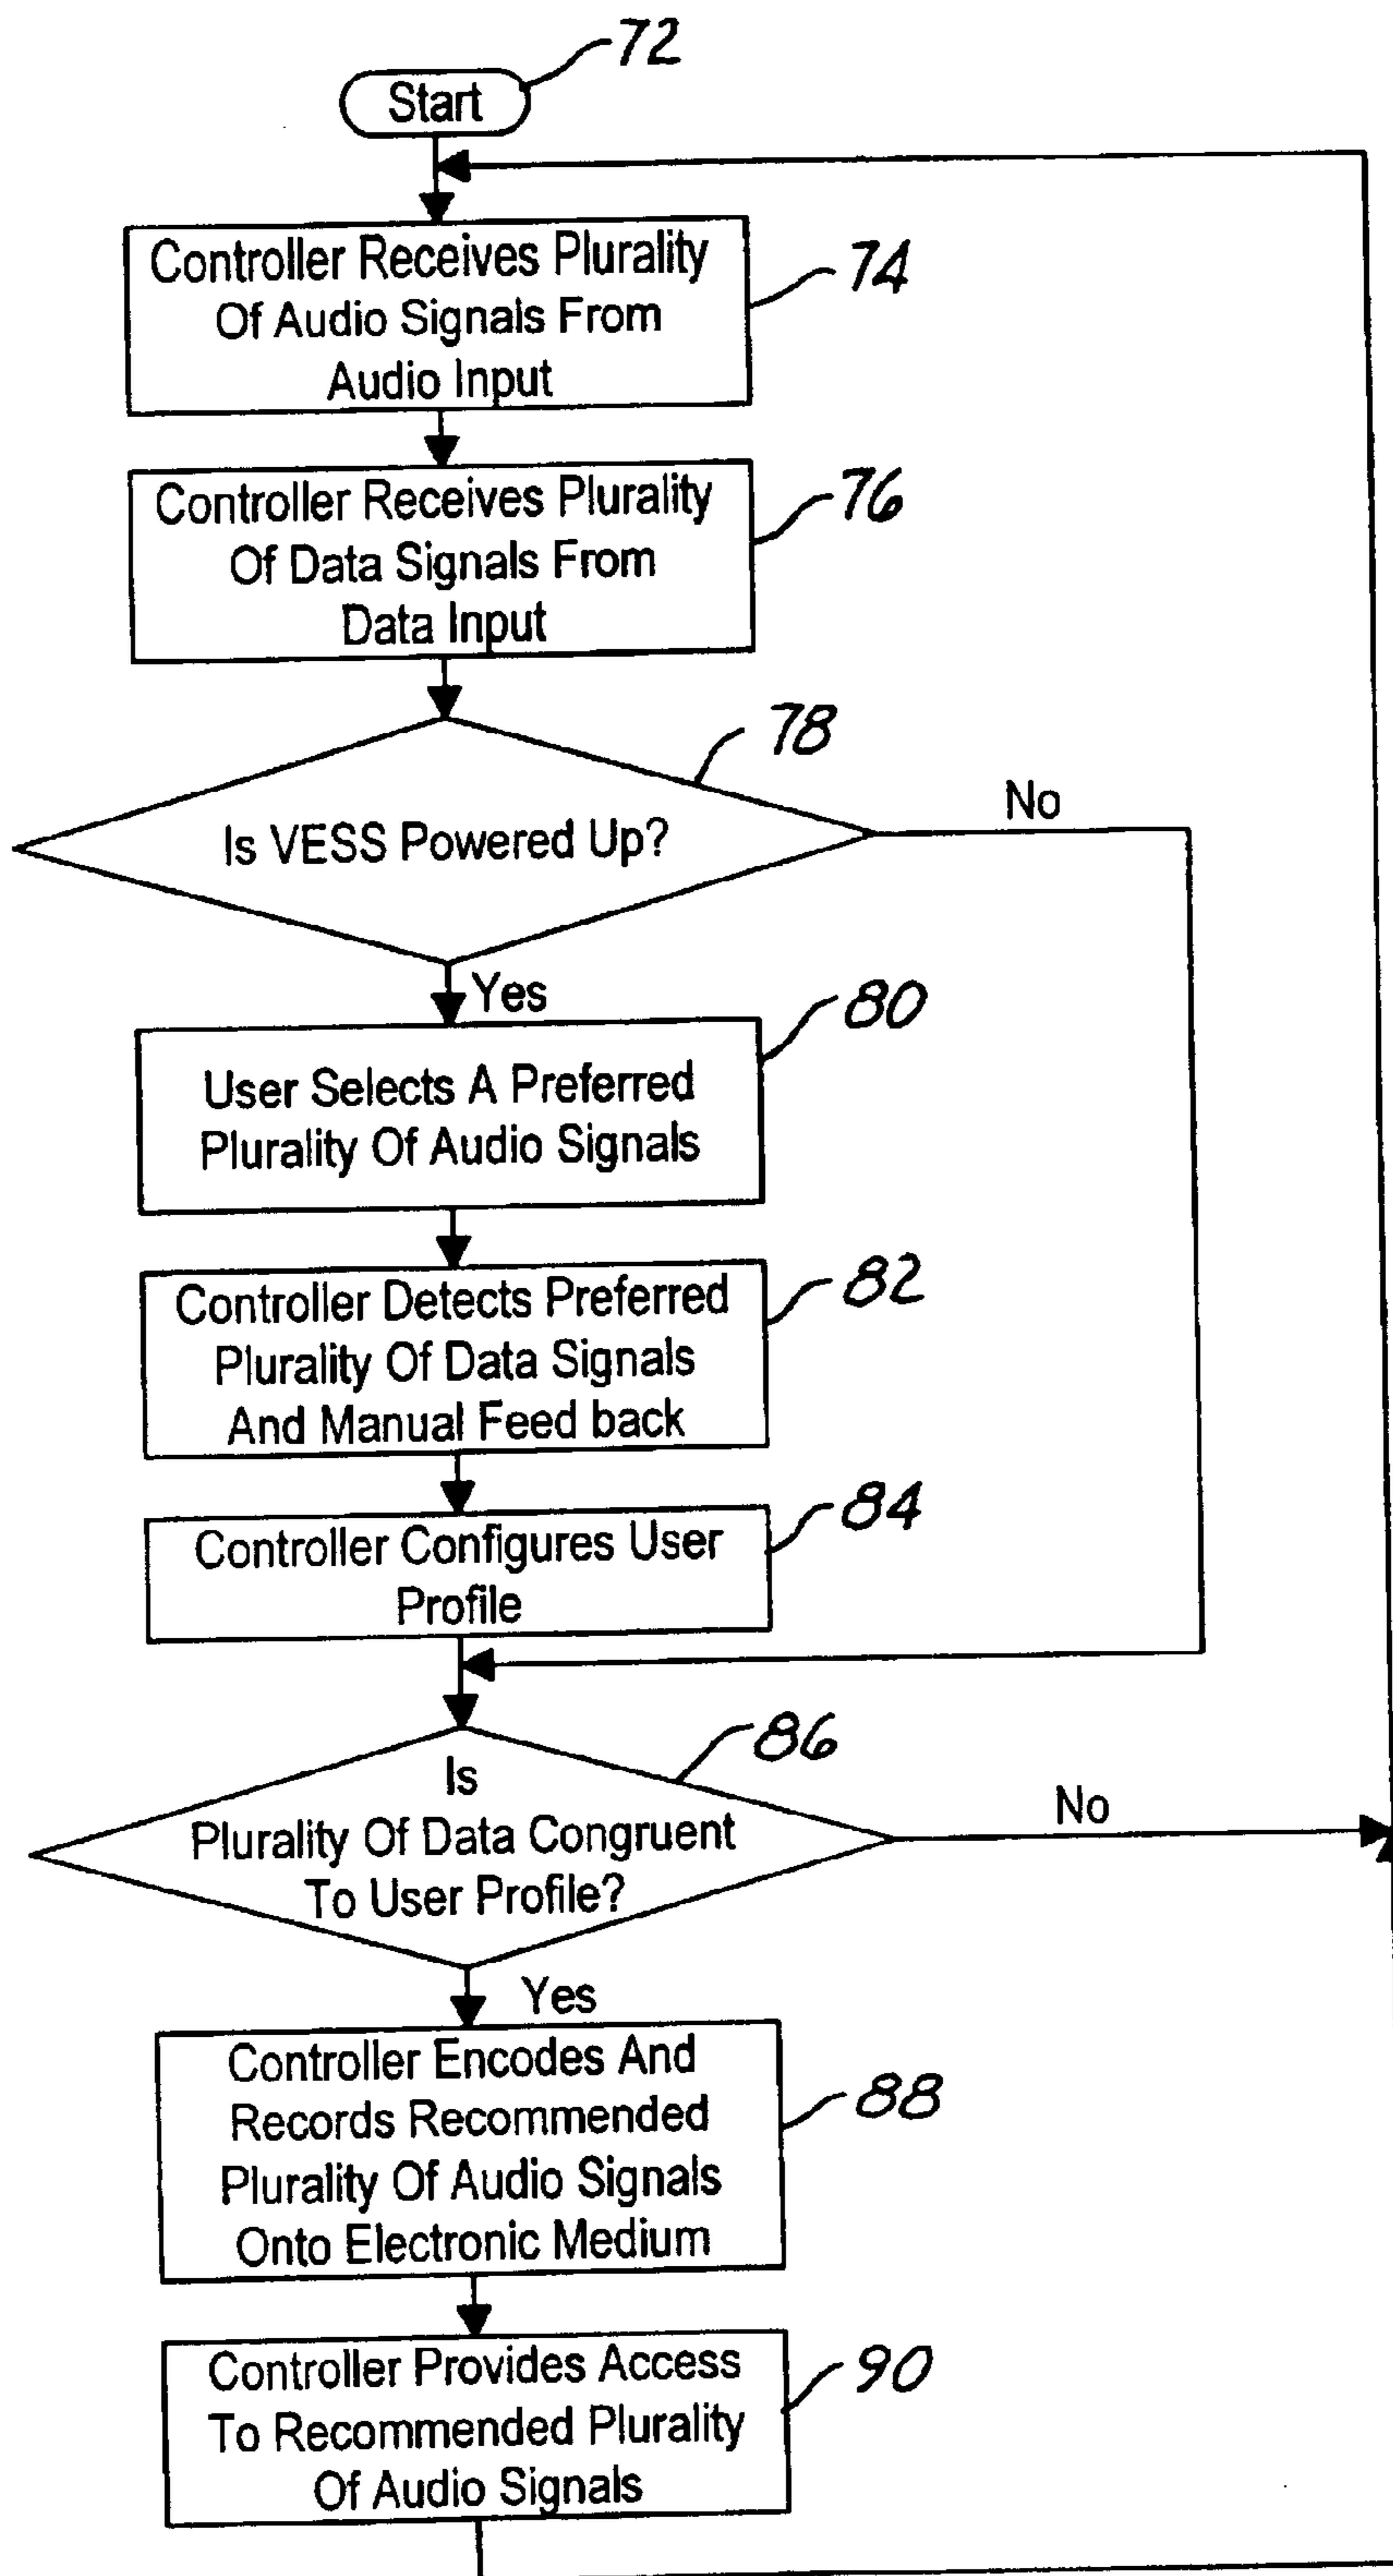 72
Start
Controller Receives Plurality
Of Audio Signals From
Audio Input
74
Controller Receives Plurality
Of Data Signals From
Data Input
76
78
Is VESS Powered Up?
No
Yes
80
User Selects A Preferred
Plurality Of Audio Signals
Controller Detects Preferred
Plurality Of Data Signals
And Manual Feed back
82
Controller Configures User
Profile
84
86
Is
Plurality Of Data Congruent
To User Profile?
No
Yes
Controller Encodes And
Records Recommended
Plurality Of Audio Signals
Onto Electronic Medium
88
Controller Provides Access
To Recommended Plurality
Of Audio Signals
90